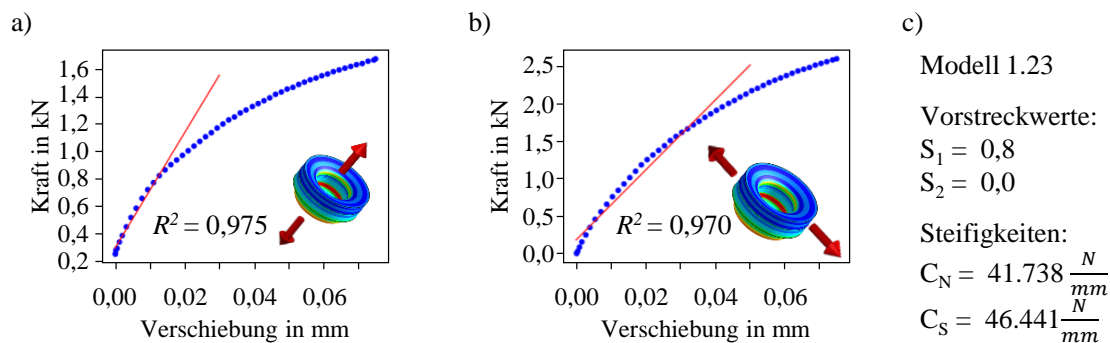 a)
Kraft in kN
1,6
1,4
1,2
1,0
0,8
0,6
0,4
0,2
R² = 0,975
0,00 0,02 0,04 0,06
Verschiebung in mm
b)
Kraft in kN
2,5
2,0
1,5
1,0
0,5
0,0
R² = 0,970
0,00 0,02 0,04 0,06
Verschiebung in mm
c)
Modell 1.23
Vorstreckwerte:
S₁ = 0,8
S₂ = 0,0
Steifigkeiten:
C_N = 41.738 N/mm
C_S = 46.441 N/mm